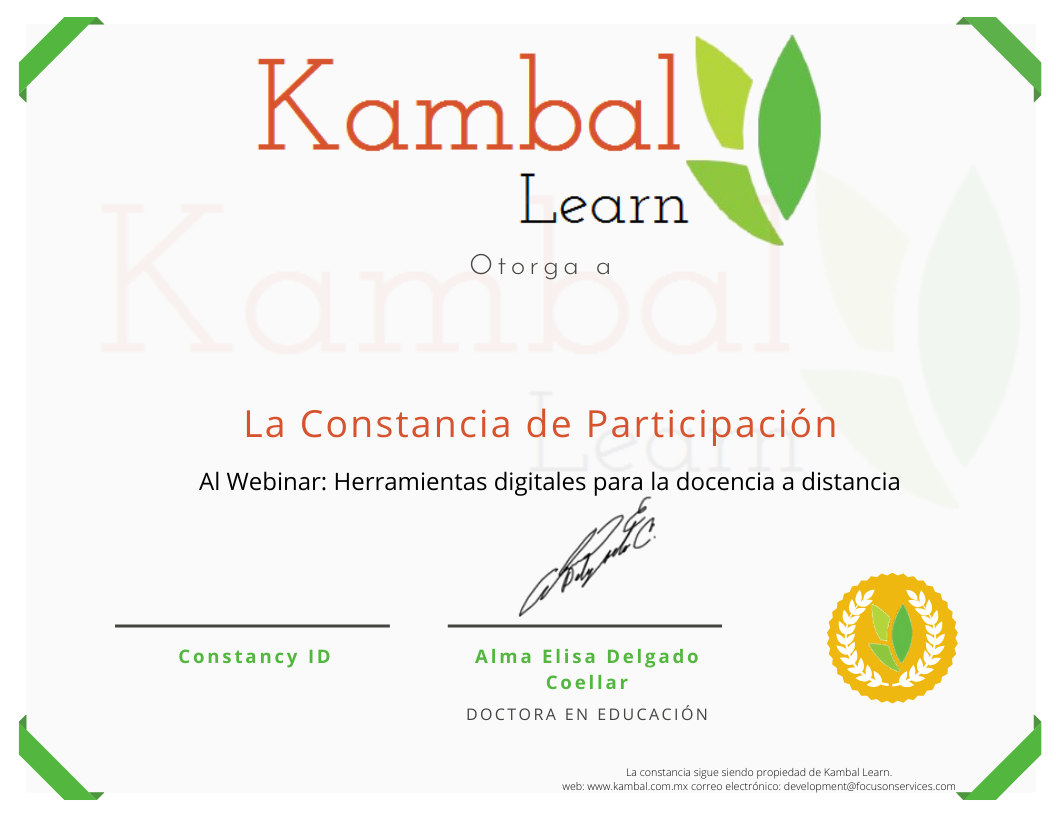 Kambal
Learn
Otorga a
La Constancia de Participación
Al Webinar: Herramientas digitales para la docencia a distancia
Constancy ID
Alma Elisa Delgado
Coellar
DOCTORA EN EDUCACIÓN
La constancia sigue siendo propiedad de Kambal Learn.
web: www.kambal.com.mx correo electrónico: development@focusonservices.com